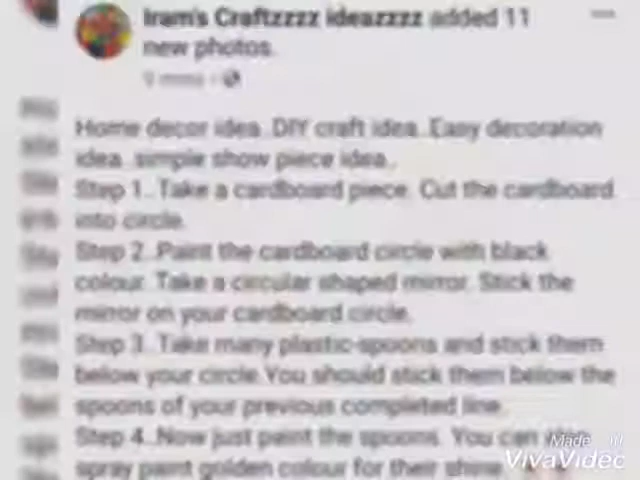 Iram's Craftzzzz ideazzzz added 11
new photos.
9 mins
Home decor idea..DIY craft idea..Easy decoration
idea..simple show piece idea..
Step 1..Take a cardboard piece. Cut the cardboard
into circle.
Step 2..Paint the cardboard circle with black
colour. Take a circular shaped mirror. Stick the
mirror on your cardboard circle.
Step 3..Take many plastic-spoons and stick them
below your circle.You should stick them below the
spoons of your previous completed line.
Step 4..Now just paint the spoons. You can
spray paint golden colour for their shine
Made
VivaVideo